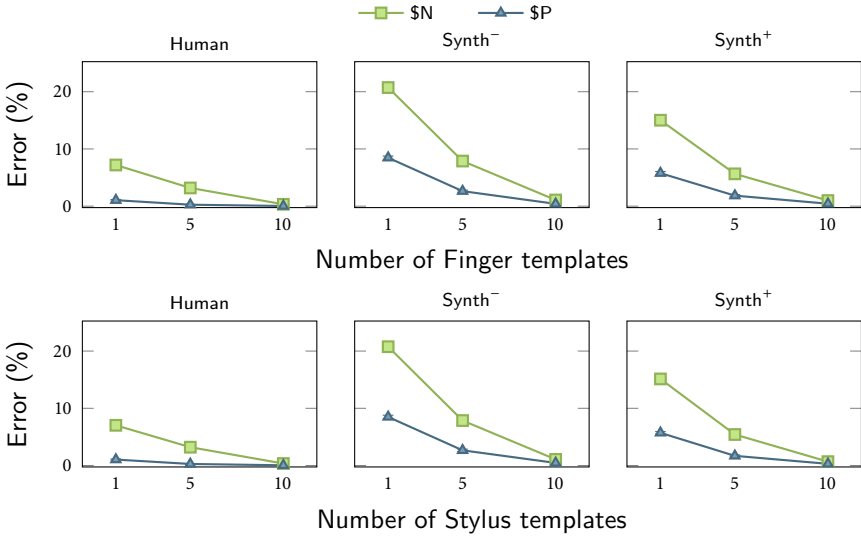 $N $P
Human Synth⁻ Synth⁺
Error (%)
20
10
0
1 5 10 1 5 10 1 5 10
Number of Finger templates
Human Synth⁻ Synth⁺
Error (%)
20
10
0
1 5 10 1 5 10 1 5 10
Number of Stylus templates